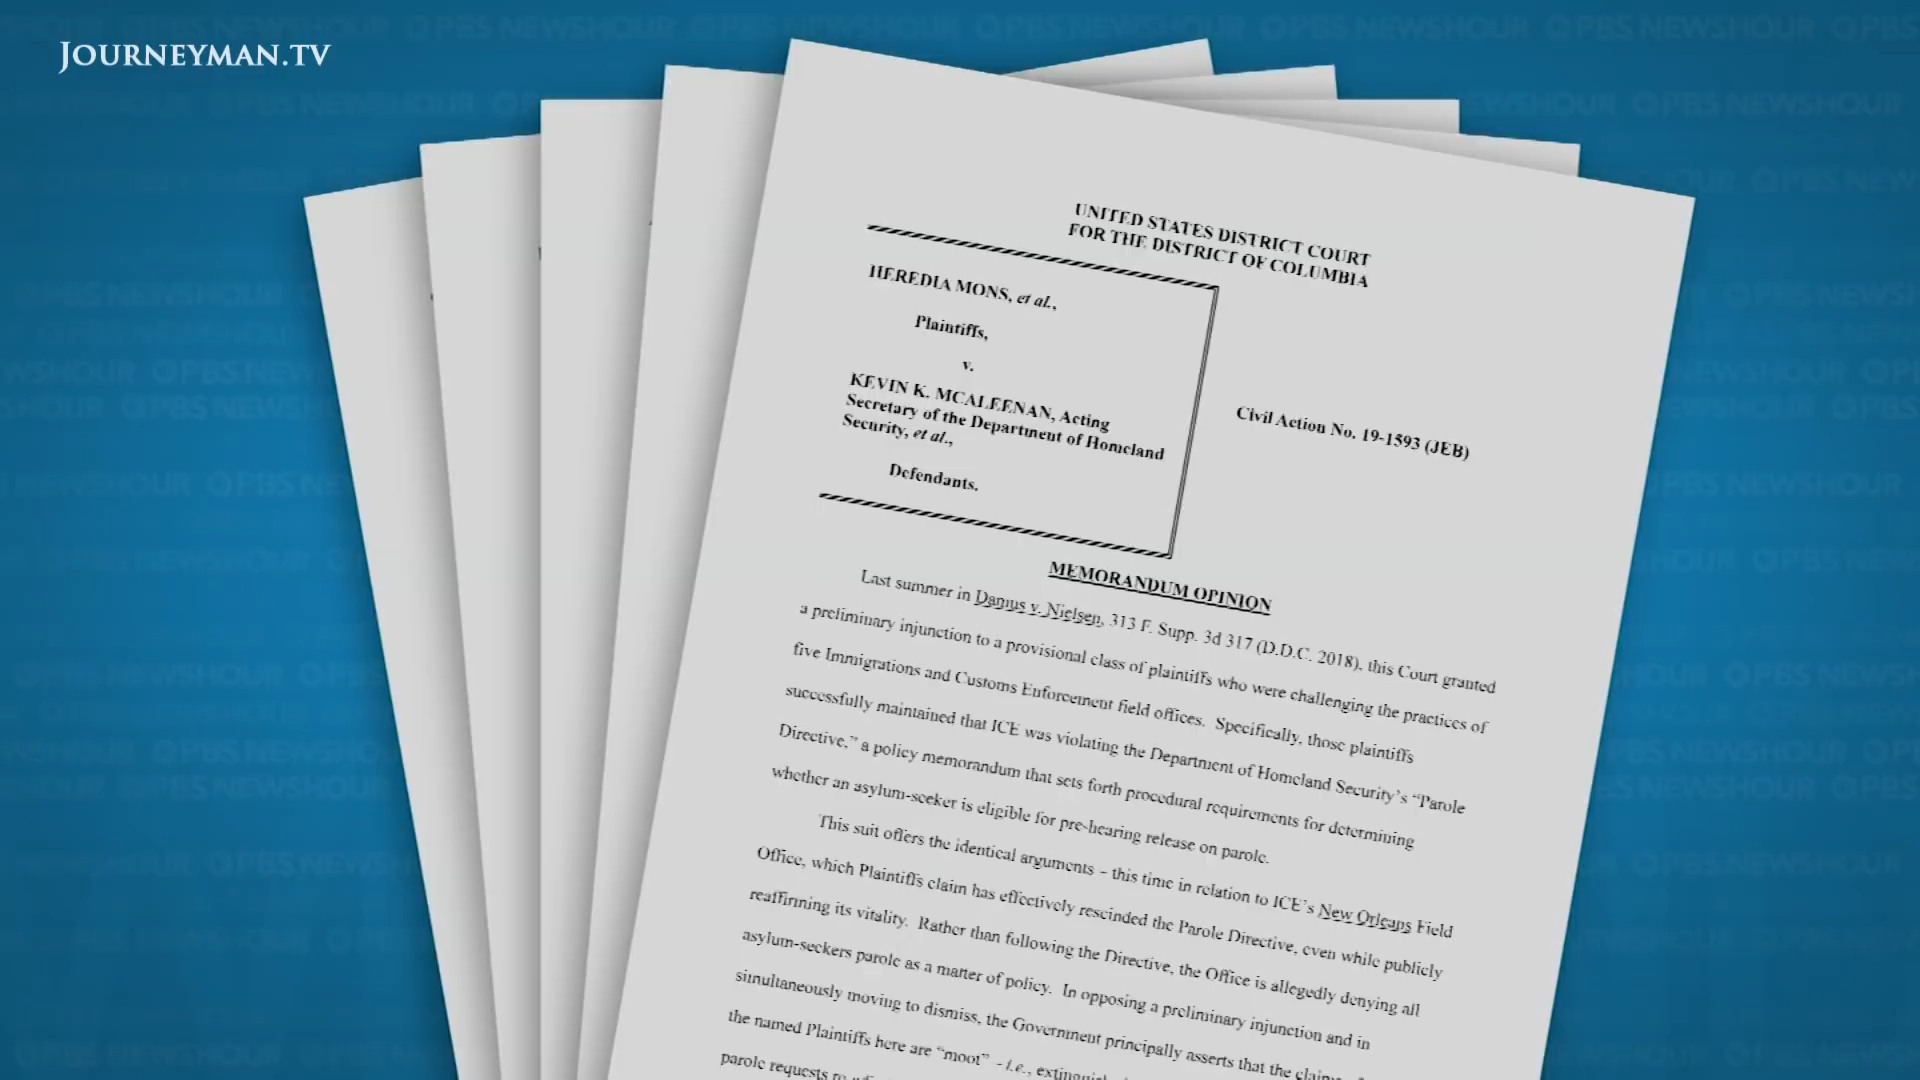 JOURNEYMAN.TV
UNITED STATES DISTRICT COURT
FOR THE DISTRICT OF COLUMBIA
HEREDIA MONS, et al.,
Plaintiffs,
v.
KEVIN K. MCALEENAN, Acting
Secretary of the Department of Homeland
Security, et al.,
Defendants.
Civil Action No. 19-1593 (JEB)
MEMORANDUM OPINION
Last summer in Damus v. Nielsen, 313 F. Supp. 3d 317 (D.D.C. 2018), this Court granted
a preliminary injunction to a provisional class of plaintiffs who were challenging the practices of
five Immigrations and Customs Enforcement field offices. Specifically, those plaintiffs
successfully maintained that ICE was violating the Department of Homeland Security's “Parole
Directive,” a policy memorandum that sets forth procedural requirements for determining
whether an asylum-seeker is eligible for pre-hearing release on parole.
This suit offers the identical arguments – this time in relation to ICE's New Orleans Field
Office, which Plaintiffs claim has effectively rescinded the Parole Directive, even while publicly
reaffirming its vitality. Rather than following the Directive, the Office is allegedly denying all
asylum-seekers parole as a matter of policy. In opposing a preliminary injunction and in
simultaneously moving to dismiss, the Government principally asserts that the claims
the named Plaintiffs here are “moot” - i.e.,
parole requests
PBS NEWSHOUR